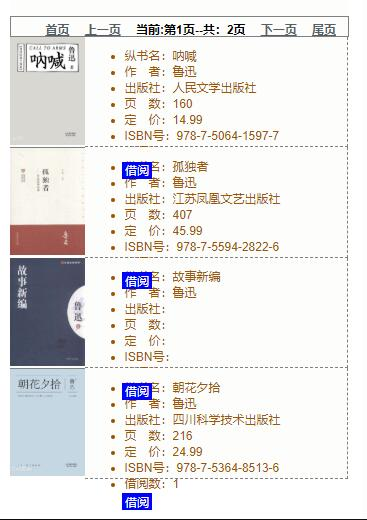 首页 上一页 当前:第1页--共：2页 下一页 尾页
CALL TO ARMS
呐喊
鲁迅
纵书名：呐喊
作 者：鲁迅
出版社：人民文学出版社
页 数：160
定 价：14.99
ISBN号：978-7-5064-1597-7
借阅
孤独者
名：孤独者
作 者：鲁迅
出版社：江苏凤凰文艺出版社
页 数：407
定 价：45.99
ISBN号：978-7-5594-2822-6
借阅
故事新编
鲁迅
名：故事新编
作 者：鲁迅
出版社：
页 数：
定 价：
ISBN号：
借阅
朝花夕拾
鲁迅
名：朝花夕拾
作 者：鲁迅
出版社：四川科学技术出版社
页 数：216
定 价：24.99
ISBN号：978-7-5364-8513-6
借阅数：1
借阅